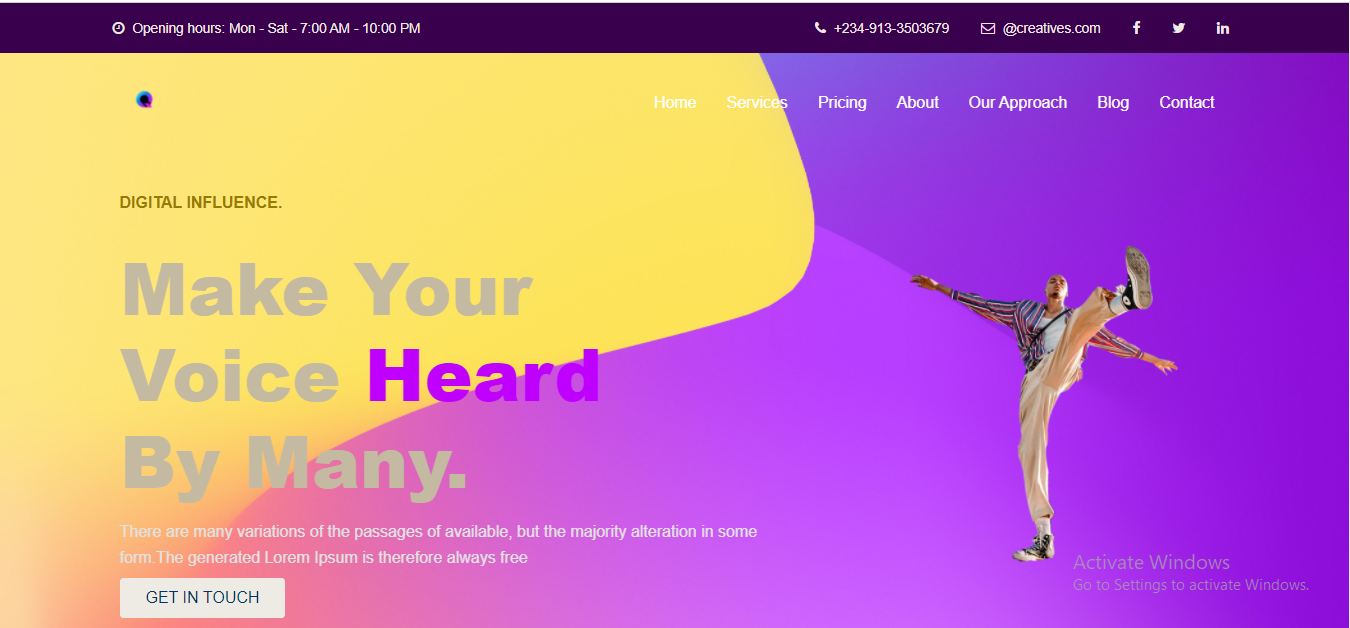 Opening hours: Mon - Sat - 7:00 AM - 10:00 PM
+234-913-3503679
@creatives.com
Home
Services
Pricing
About
Our Approach
Blog
Contact
DIGITAL INFLUENCE.
Make Your
Voice Heard
By Many.
There are many variations of the passages of available, but the majority alteration in some
form.The generated Lorem Ipsum is therefore always free
GET IN TOUCH
Activate Windows
Go to Settings to activate Windows.